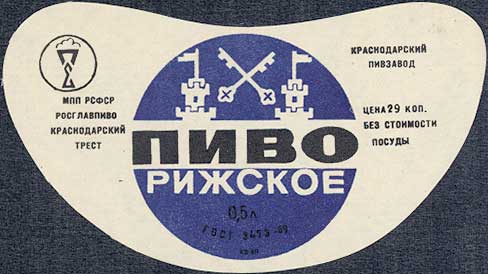 МПП РСФСР
РОСГЛАВПИВО
КРАСНОДАРСКИЙ
ТРЕСТ
КРАСНОДАРСКИЙ
ПИВЗАВОД
ЦЕНА 29 КОП.
БЕЗ СТОИМОСТИ
ПОСУДЫ
ПИВО
РИЖСКОЕ
0,5 л
ГОСТ 3473-69